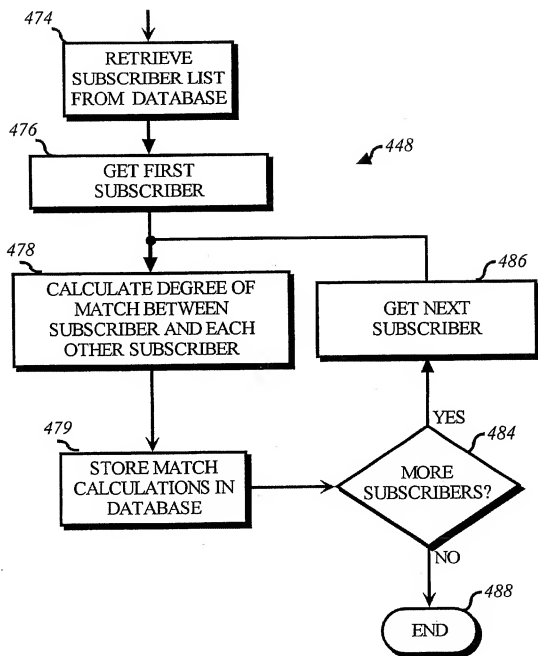 474
RETRIEVE
SUBSCRIBER LIST
FROM DATABASE
476
GET FIRST
SUBSCRIBER
448
478
CALCULATE DEGREE OF
MATCH BETWEEN
SUBSCRIBER AND EACH
OTHER SUBSCRIBER
486
GET NEXT
SUBSCRIBER
479
STORE MATCH
CALCULATIONS IN
DATABASE
YES
484
MORE
SUBSCRIBERS?
NO
488
END